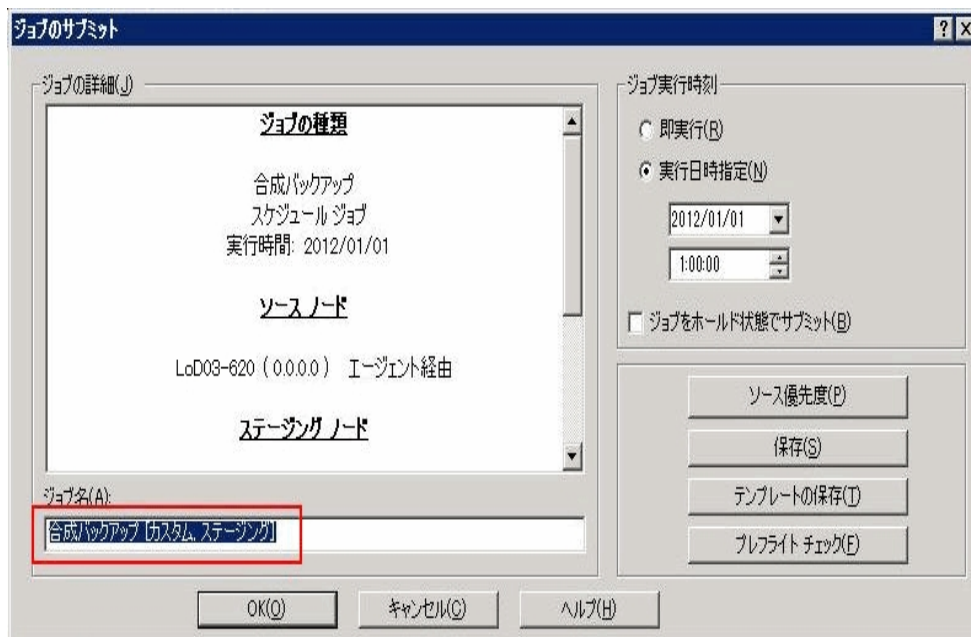 ジョブのサブミット
ジョブの詳細(J)
ジョブの種類
合成バックアップ
スケジュール ジョブ
実行時間: 2012/01/01
ソース ノード
LoD03-620 ( 0.0.0.0 ) エージェント経由
ステージング ノード
ジョブ名(A):
合成バックアップ [カスタム, ステージング]
ジョブ実行時刻
即実行(R)
実行日時指定(N)
2012/01/01
1:00:00
ジョブをホールド状態でサブミット(B)
ソース優先度(P)
保存(S)
テンプレートの保存(T)
プレフライト チェック(F)
OK(O)
キャンセル(C)
ヘルプ(H)